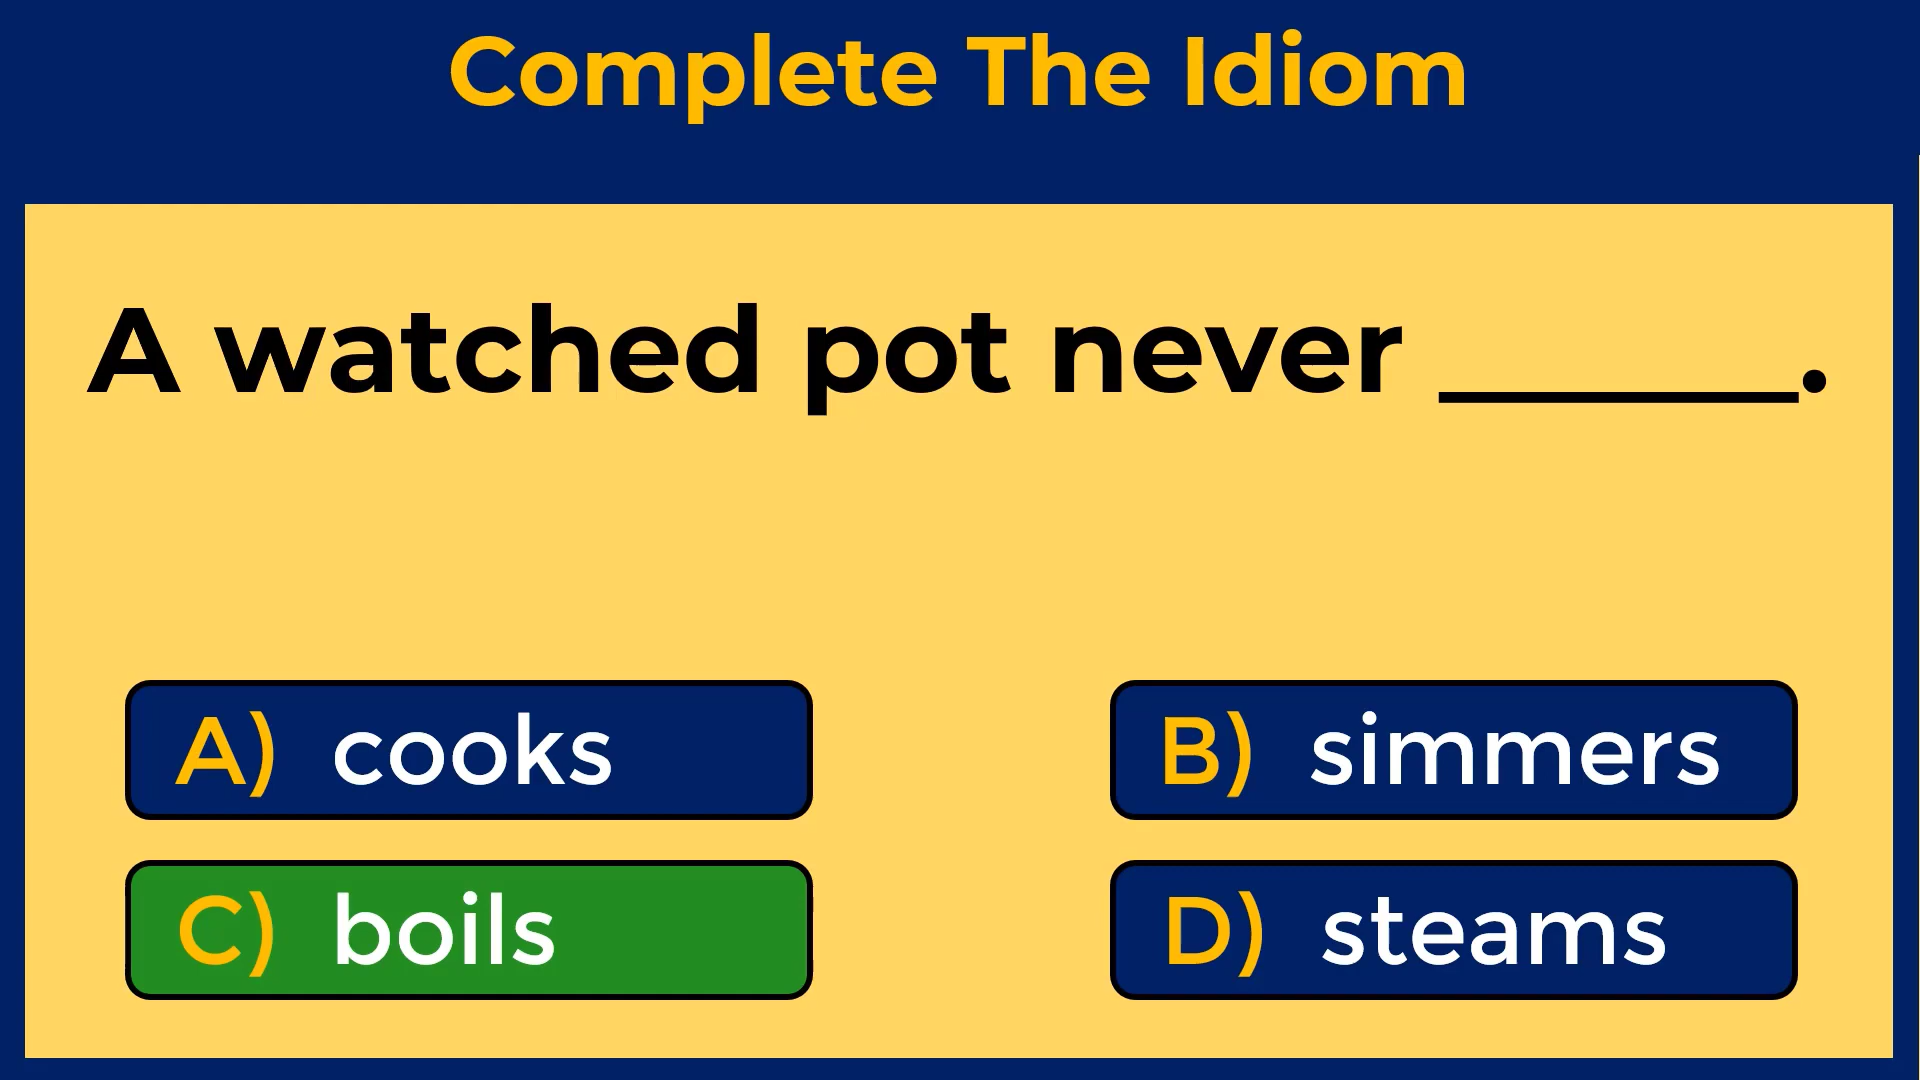 Complete The Idiom
A watched pot never ______.
A) cooks
B) simmers
C) boils
D) steams